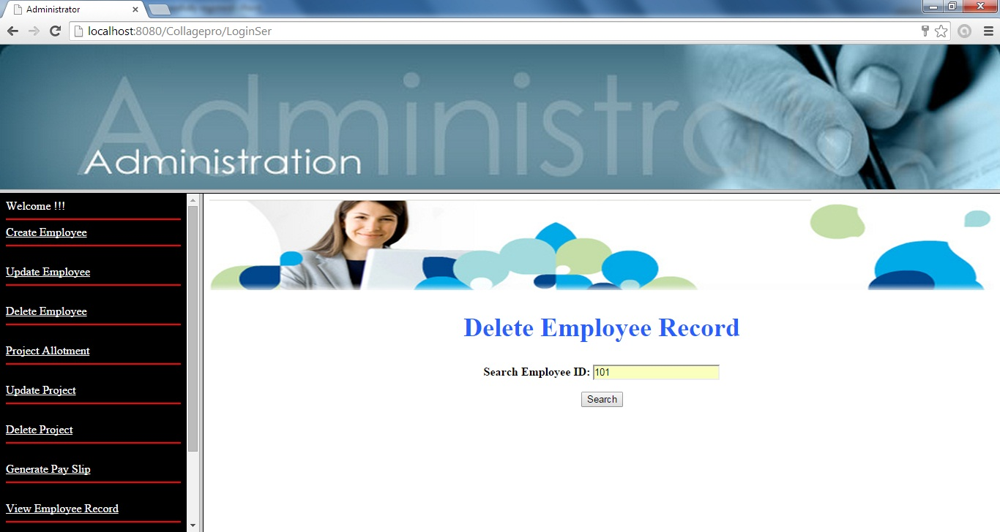 Administrator
localhost:8080/Collagepro/LoginSer
Administration
Welcome !!!
Create Employee
Update Employee
Delete Employee
Project Allotment
Update Project
Delete Project
Generate Pay Slip
View Employee Record
Delete Employee Record
Search Employee ID: 101
Search